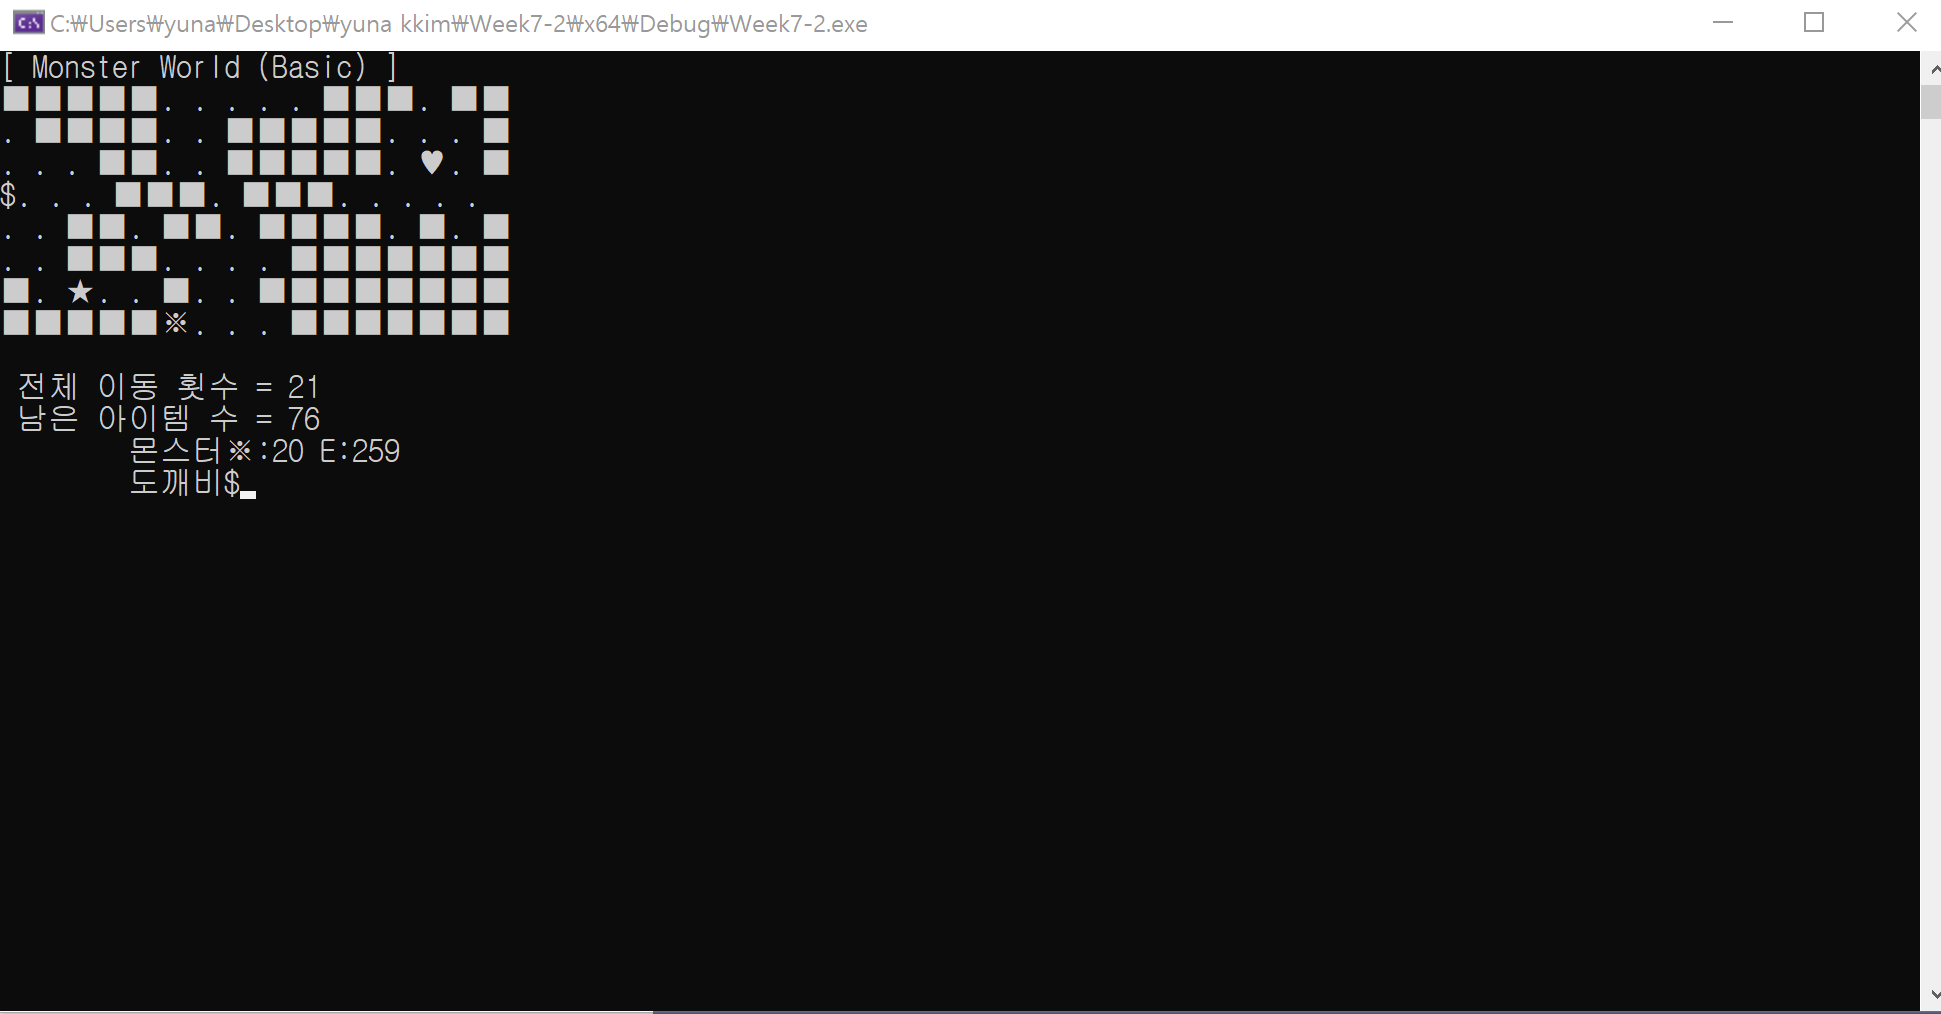 C:₩Users₩yuna₩Desktop₩yuna kkim₩Week7-2₩x64₩Debug₩Week7-2.exe
[ Monster World (Basic) ]
■■■■■. . . . . ■■■. ■■
. ■■■■. . ■■■■■. . . ■
. . . ■■. . ■■■■■. ♥. ■
$. . . ■■■. ■■■. . . . .
. . ■■. ■■. ■■■■. ■. ■
. . ■■■. . . . ■■■■■■■
■. ★. . ■. . ■■■■■■■■
■■■■■※. . . ■■■■■■■
전체 이동 횟수 = 21
남은 아이템 수 = 76
몬스터※:20 E:259
도깨비$